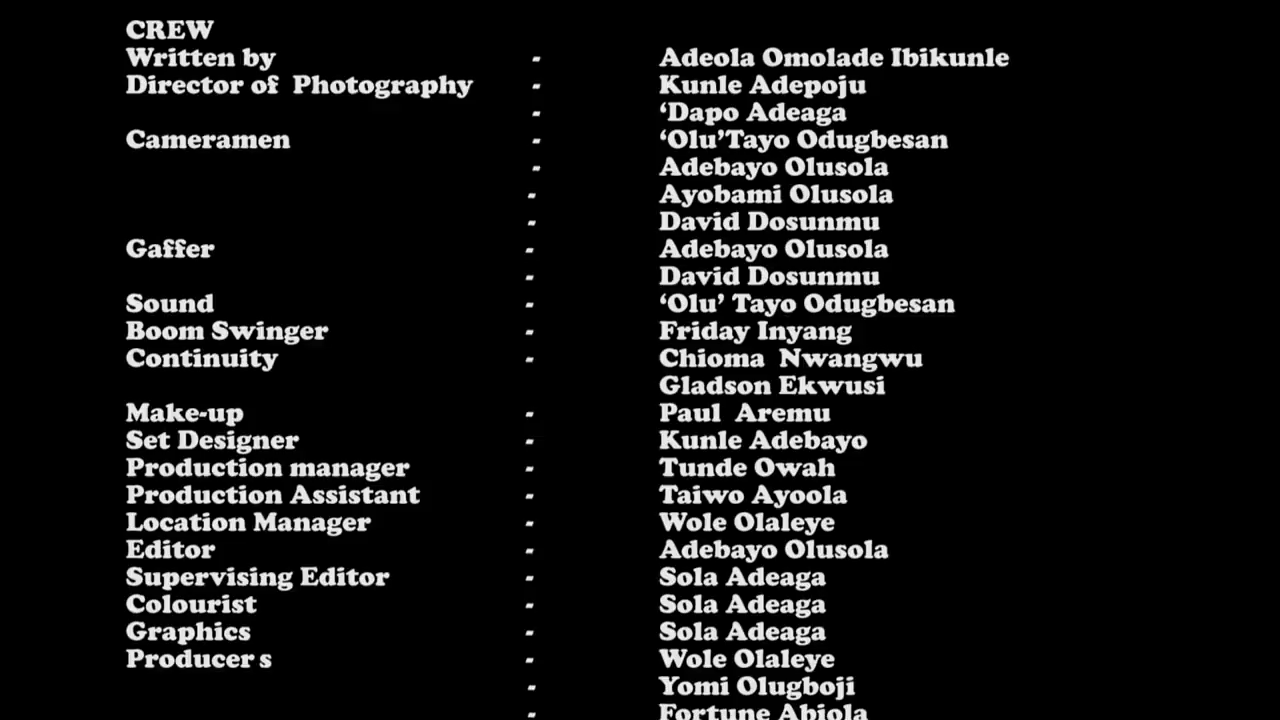 CREW
Written by - Adeola Omolade Ibikunle
Director of Photography - Kunle Adepoju
- ‘Dapo Adeaga
Cameramen - ‘Olu’Tayo Odugbesan
- Adebayo Olusola
- Ayobami Olusola
- David Dosunmu
Gaffer - Adebayo Olusola
- David Dosunmu
Sound - ‘Olu’ Tayo Odugbesan
Boom Swinger - Friday Inyang
Continuity - Chioma Nwangwu
Gladson Ekwusi
Make-up - Paul Aremu
Set Designer - Kunle Adebayo
Production manager - Tunde Owah
Production Assistant - Taiwo Ayoola
Location Manager - Wole Olaleye
Editor - Adebayo Olusola
Supervising Editor - Sola Adeaga
Colourist - Sola Adeaga
Graphics - Sola Adeaga
Producer s - Wole Olaleye
- Yomi Olugboji
- Fortune Abiola